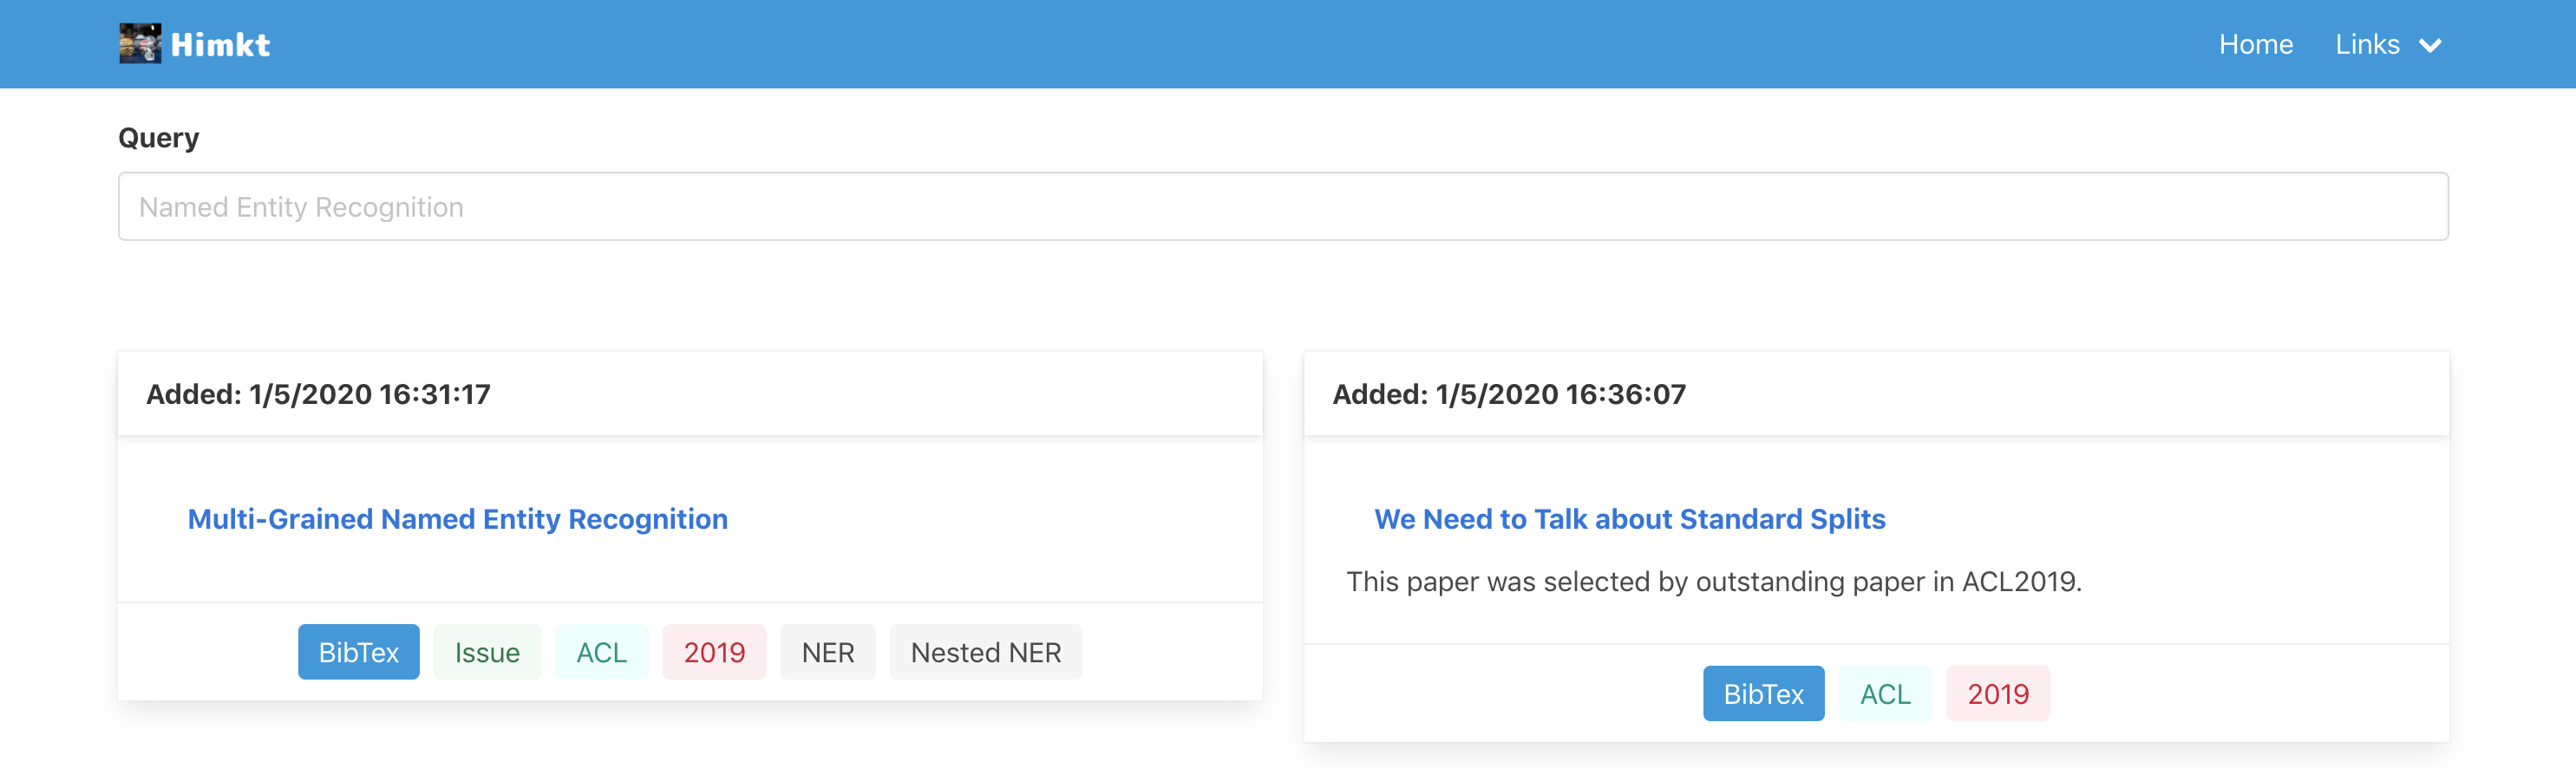 Himkt
Home Links
Query
Named Entity Recognition
Added: 1/5/2020 16:31:17
Multi-Grained Named Entity Recognition
BibTex Issue ACL 2019 NER Nested NER
Added: 1/5/2020 16:36:07
We Need to Talk about Standard Splits
This paper was selected by outstanding paper in ACL2019.
BibTex ACL 2019